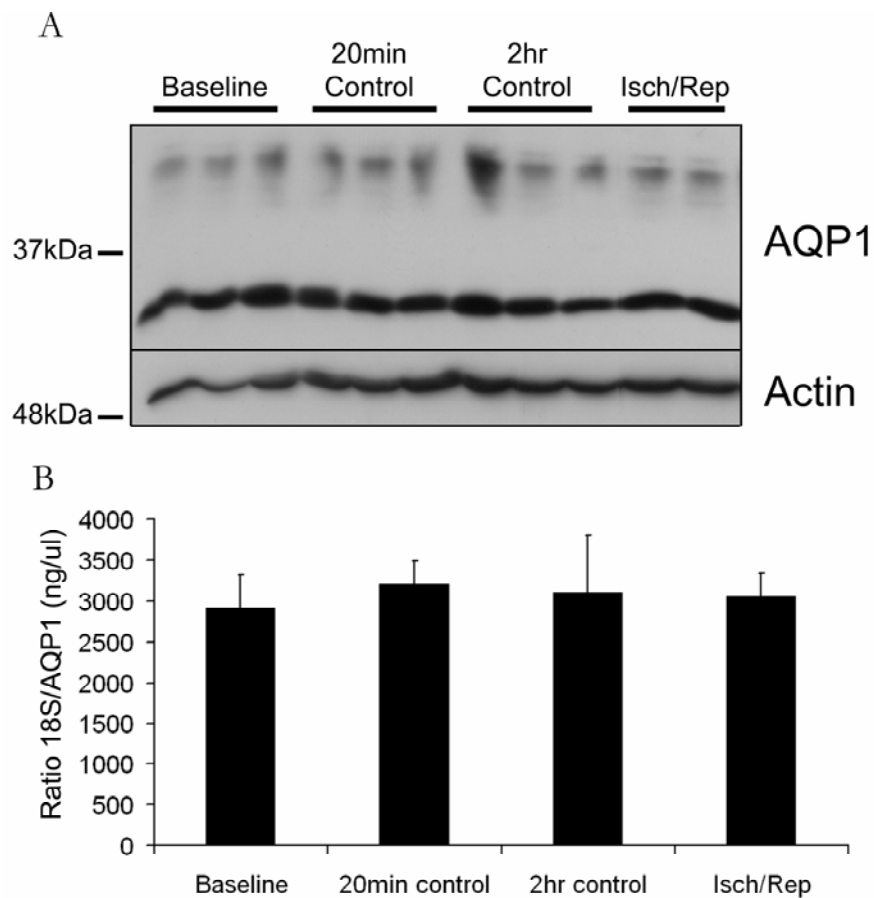 A
Baseline
20min
Control
2hr
Control
Isch/Rep
37kDa
AQP1
48kDa
Actin
B
Ratio 18S/AQP1 (ng/ul)
4000
3500
3000
2500
2000
1500
1000
500
0
Baseline
20min control
2hr control
Isch/Rep